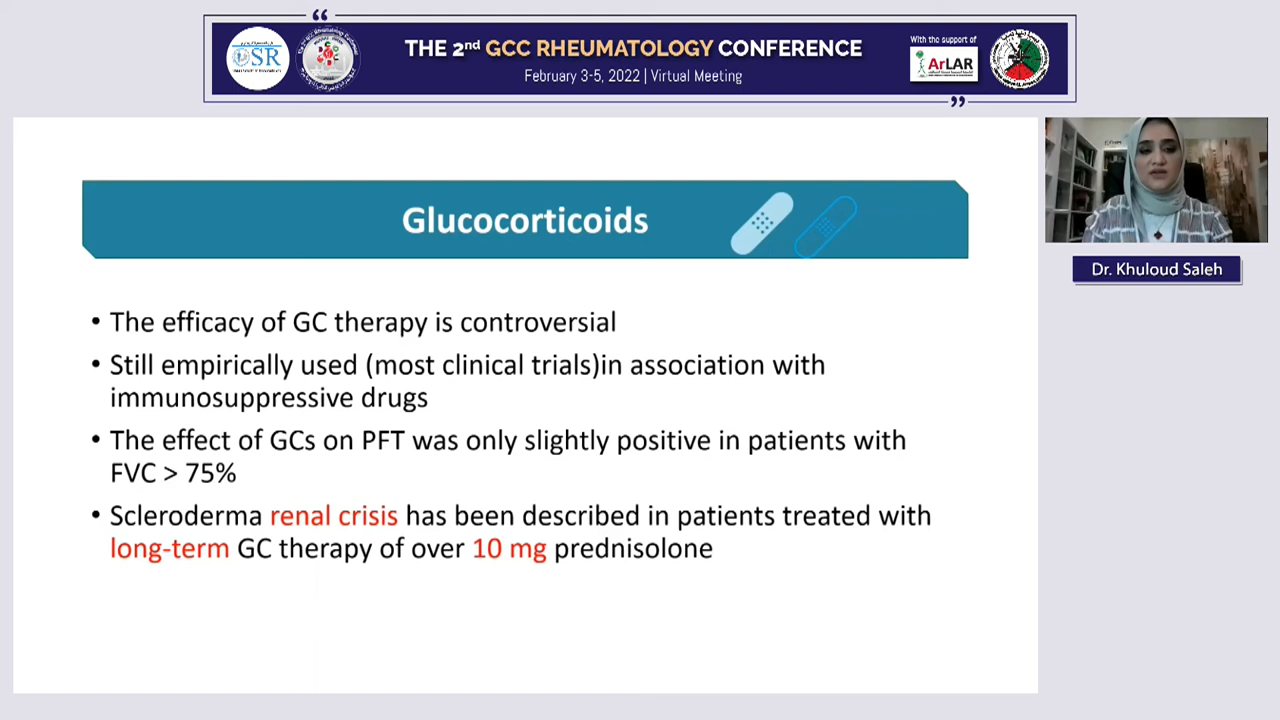 “
THE 2nd GCC RHEUMATOLOGY CONFERENCE
February 3-5, 2022 | Virtual Meeting
OSR
With the support of
ArLAR
”
Glucocorticoids
Dr. Khuloud Saleh
• The efficacy of GC therapy is controversial
• Still empirically used (most clinical trials)in association with
immunosuppressive drugs
• The effect of GCs on PFT was only slightly positive in patients with
FVC > 75%
• Scleroderma renal crisis has been described in patients treated with
long-term GC therapy of over 10 mg prednisolone